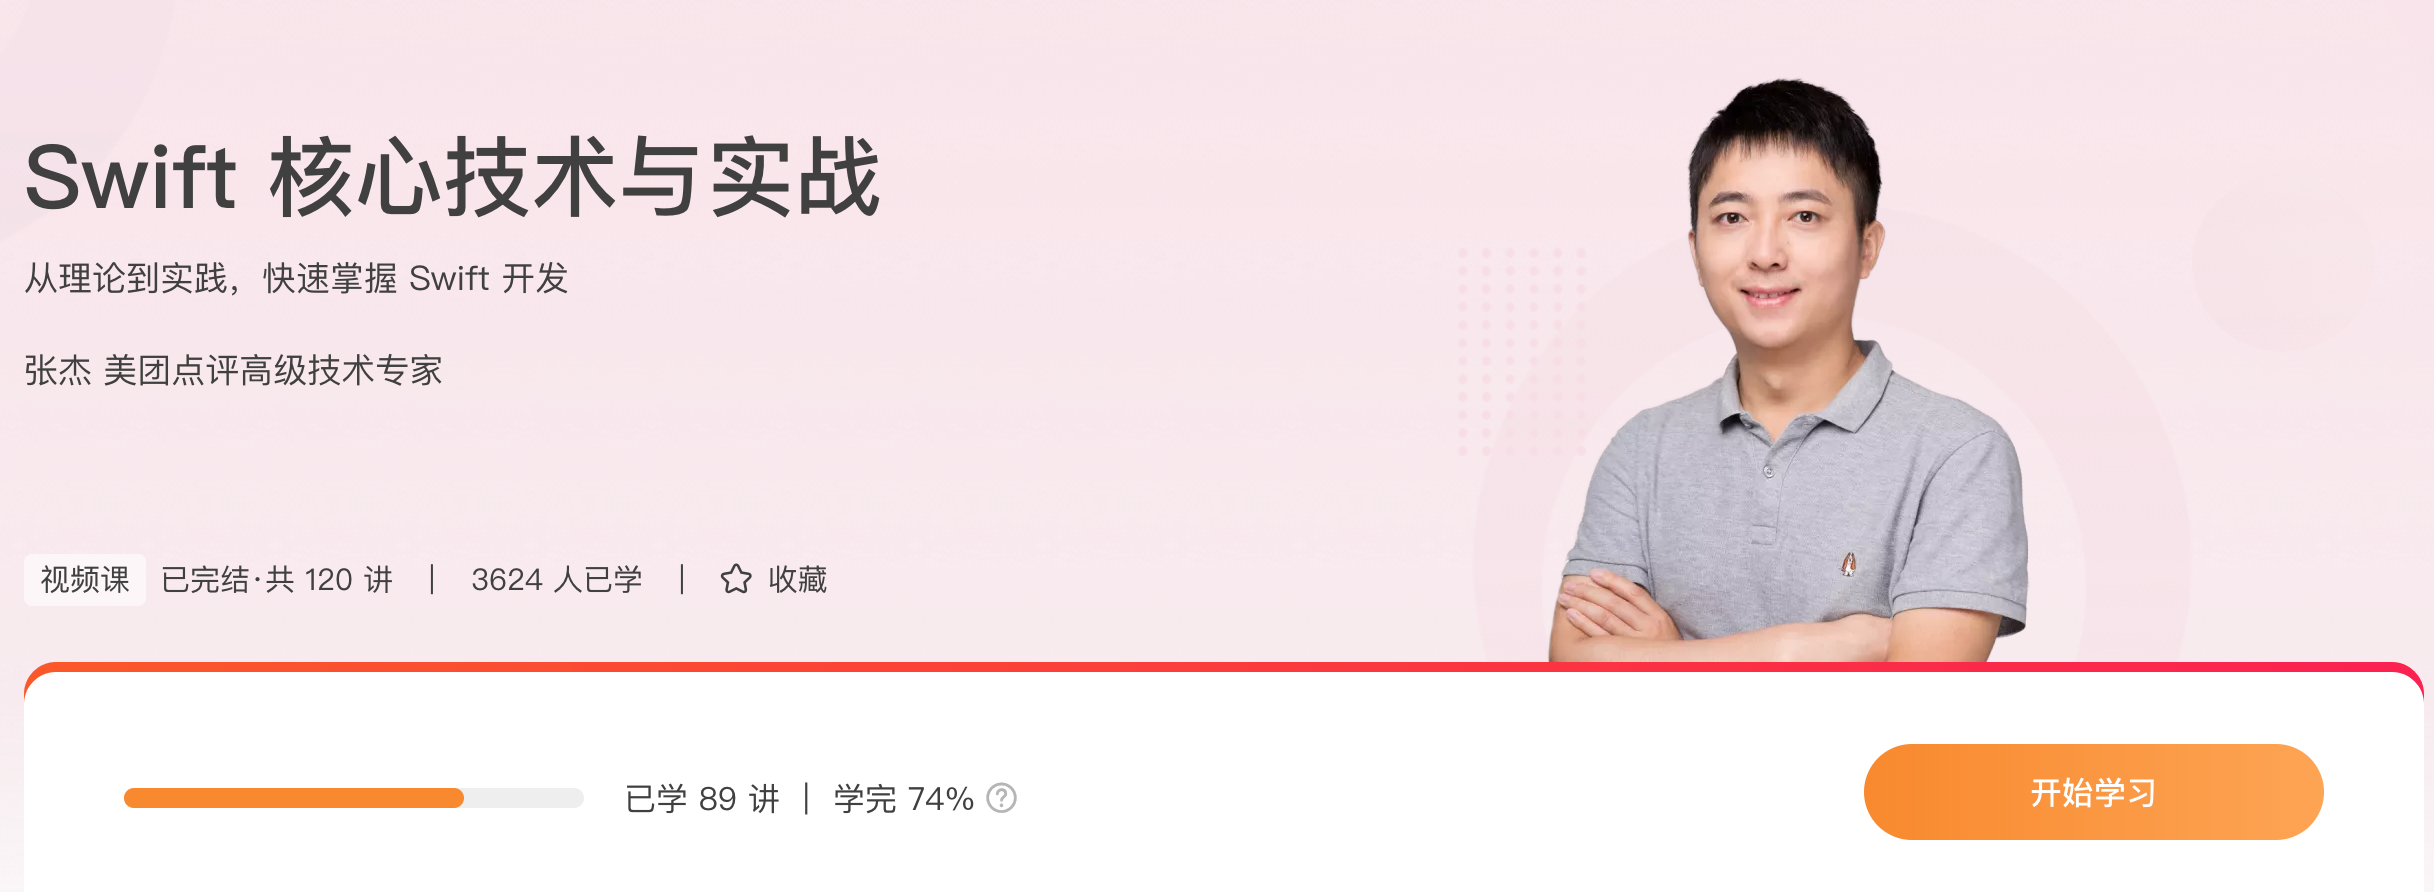 Swift 核心技术与实战
从理论到实践，快速掌握 Swift 开发
张杰 美团点评高级技术专家
视频课 已完结·共 120 讲 | 3624 人已学 | 收藏
已学 89 讲 | 学完 74% ?
开始学习